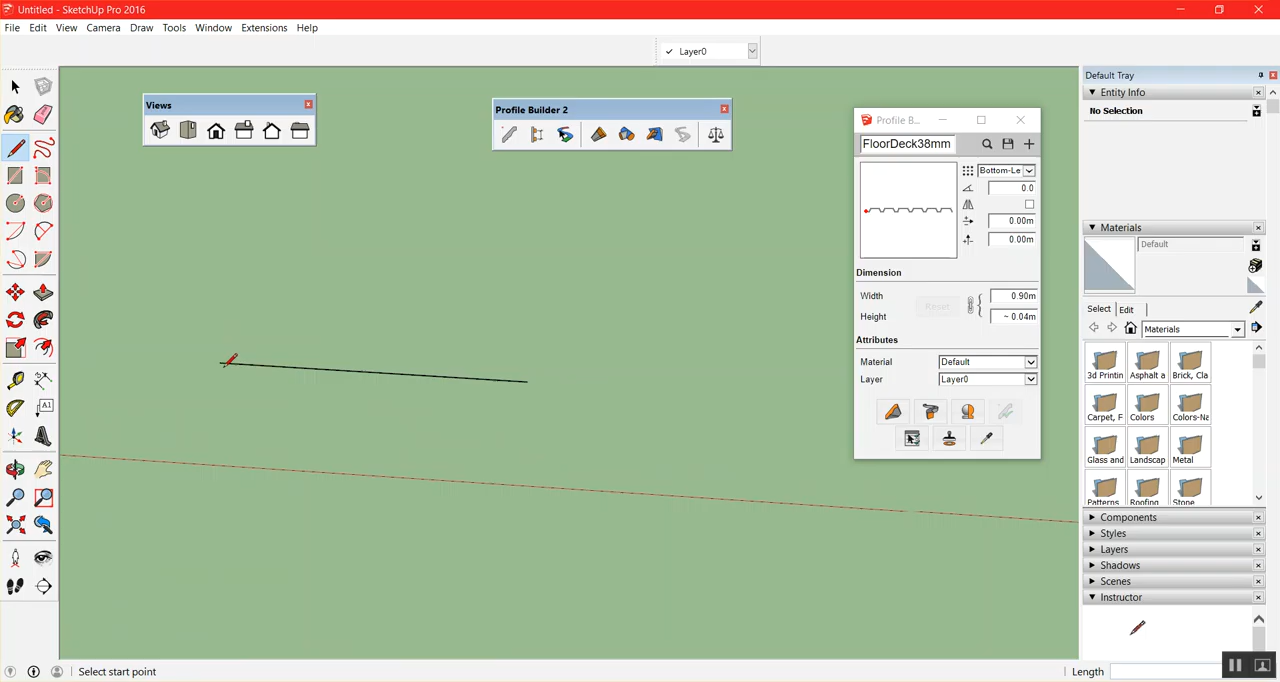 Untitled - SketchUp Pro 2016
File Edit View Camera Draw Tools Window Extensions Help
Layer0
Views
Profile Builder 2
Profile B...
FloorDeck38mm
Bottom-Le
0.0
0.00m
0.00m
Dimension
Width 0.90m
Reset
Height ~ 0.04m
Attributes
Material Default
Layer Layer0
Default Tray
Entity Info
No Selection
Materials
Default
Select Edit
Materials
3d Printin Asphalt a Brick, Cla
Carpet, F Colors Colors-Na
Glass and Landscap Metal
Patterns Roofing Stone
Components
Styles
Layers
Shadows
Scenes
Instructor
A1
Select start point
Length